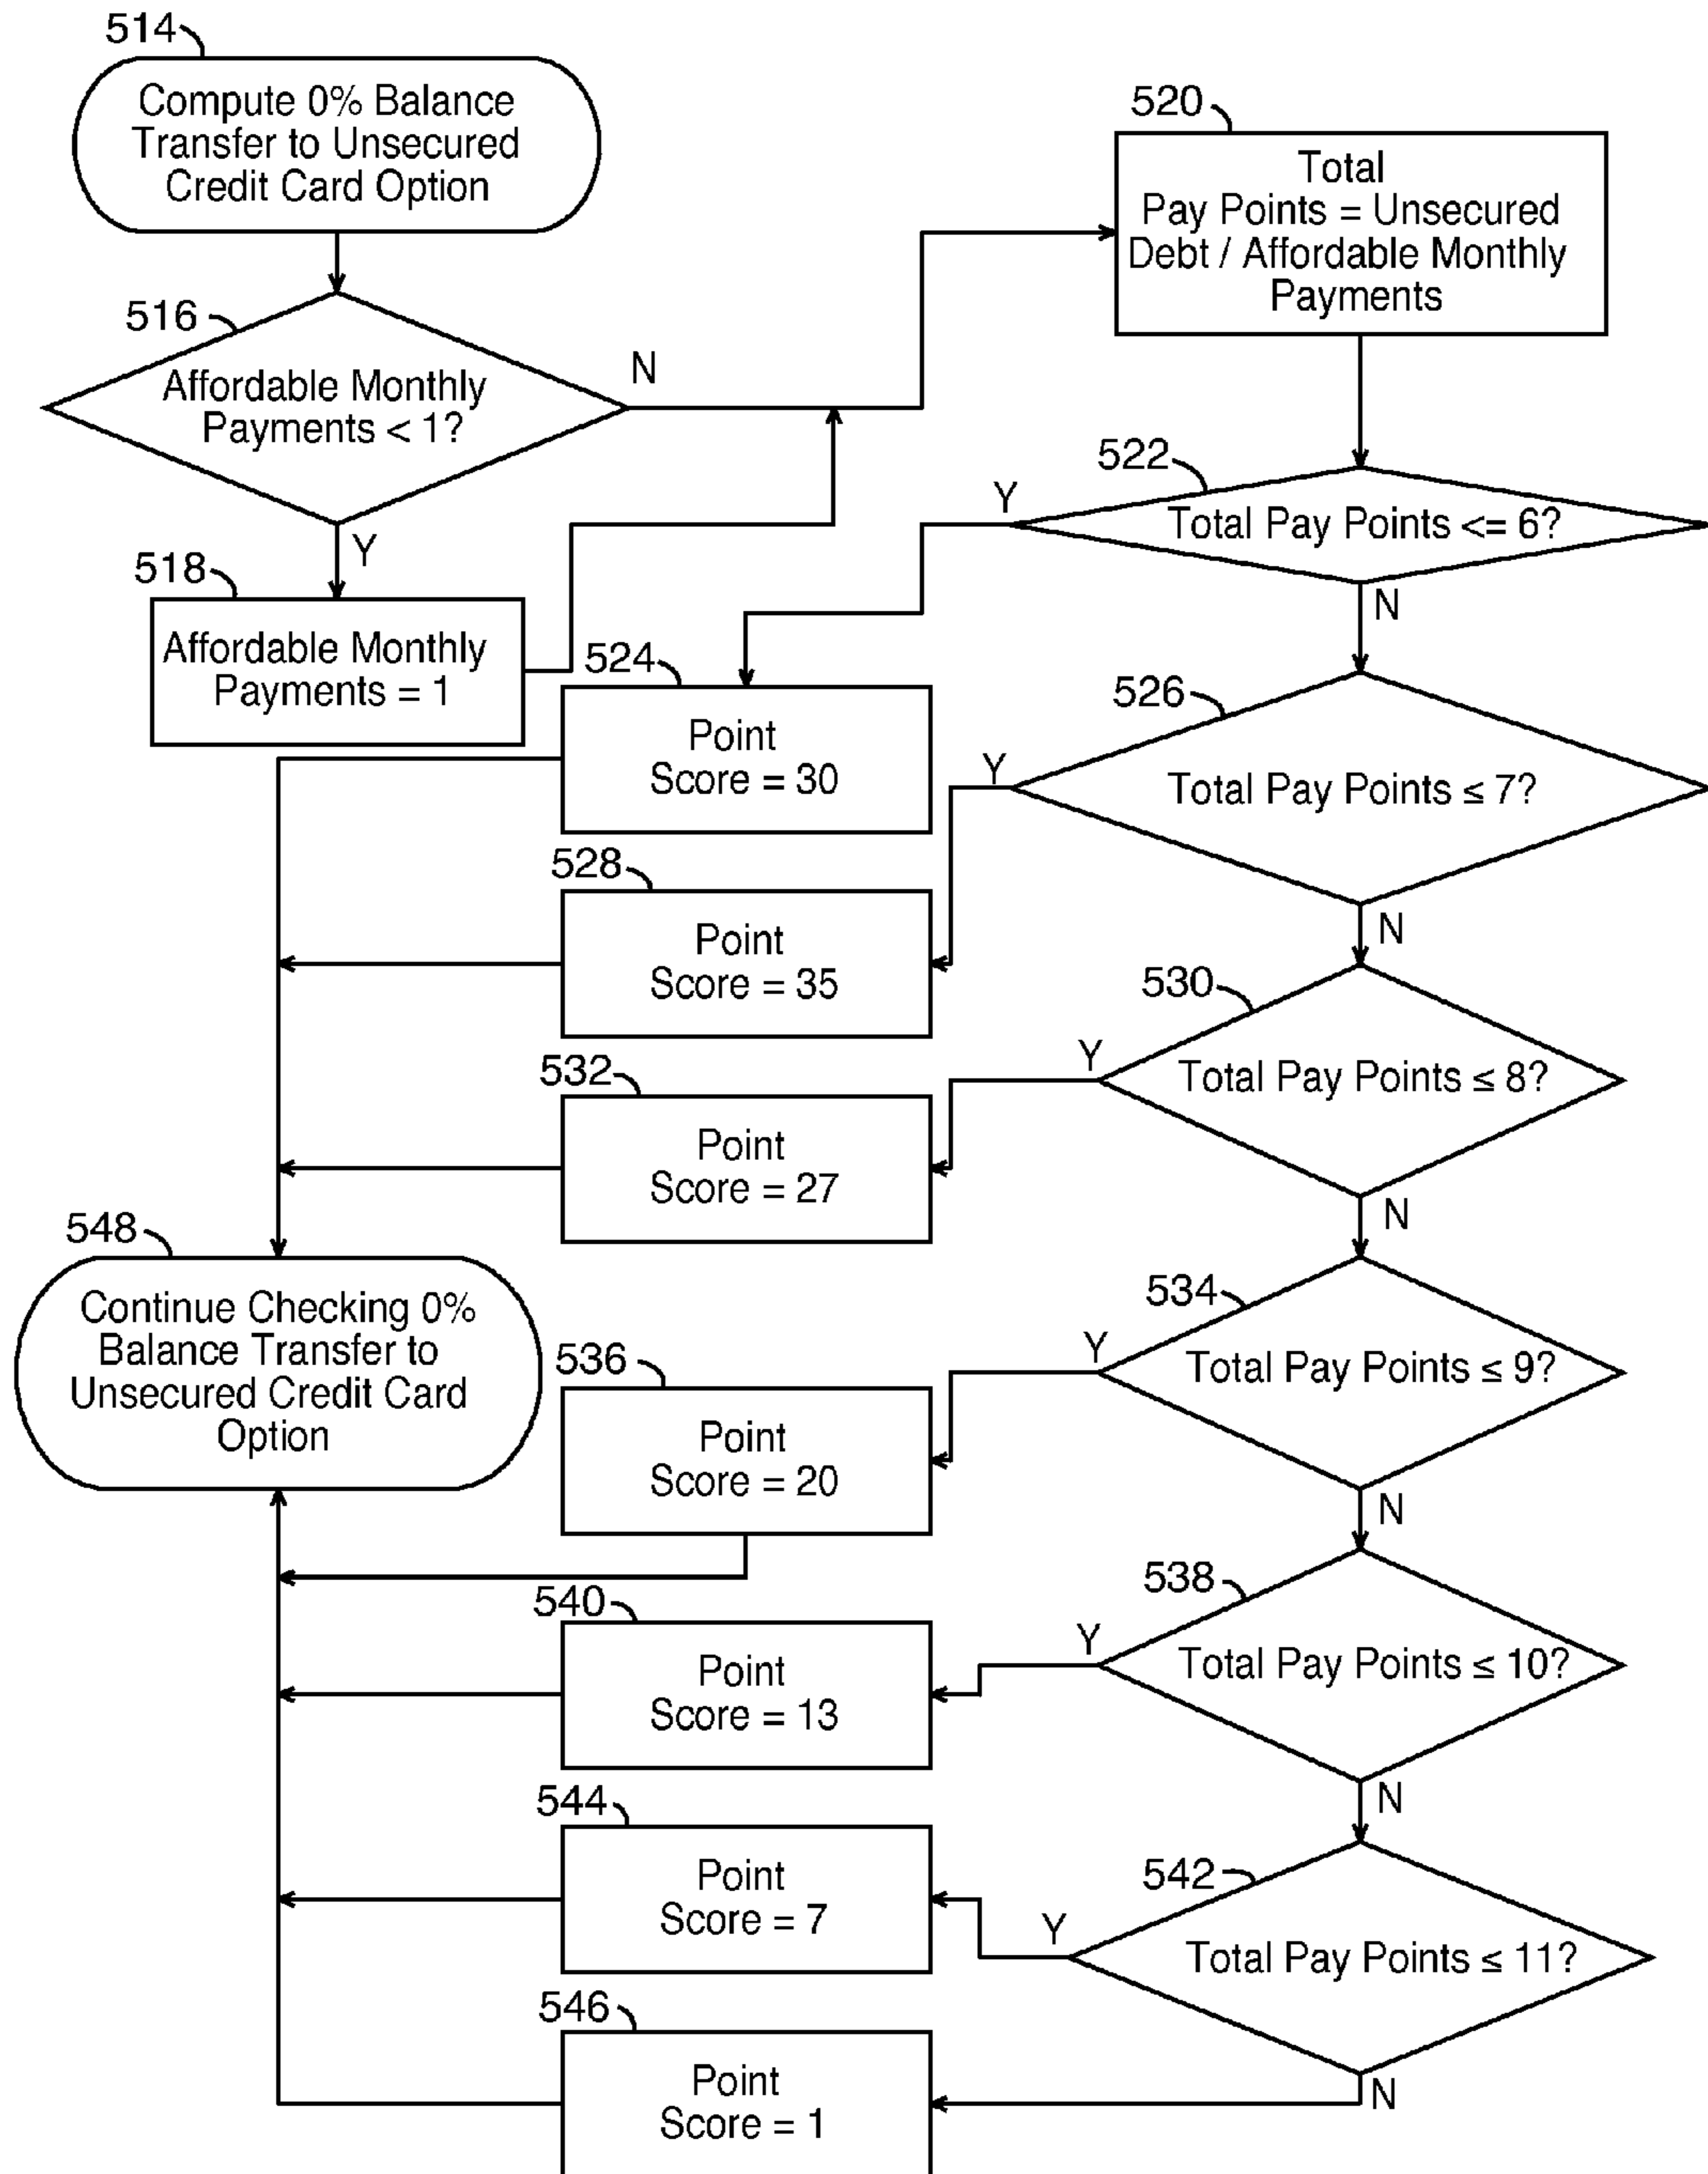 514
Compute 0% Balance
Transfer to Unsecured
Credit Card Option
516
Affordable Monthly
Payments < 1?
N
Y
518
Affordable Monthly
Payments = 1
520
Total
Pay Points = Unsecured
Debt / Affordable Monthly
Payments
522
Total Pay Points <= 6?
Y
N
524
Point
Score = 30
526
Total Pay Points ≤ 7?
Y
N
528
Point
Score = 35
530
Total Pay Points ≤ 8?
Y
N
532
Point
Score = 27
534
Total Pay Points ≤ 9?
Y
N
536
Point
Score = 20
538
Total Pay Points ≤ 10?
Y
N
540
Point
Score = 13
542
Total Pay Points ≤ 11?
Y
N
544
Point
Score = 7
546
Point
Score = 1
548
Continue Checking 0%
Balance Transfer to
Unsecured Credit Card
Option